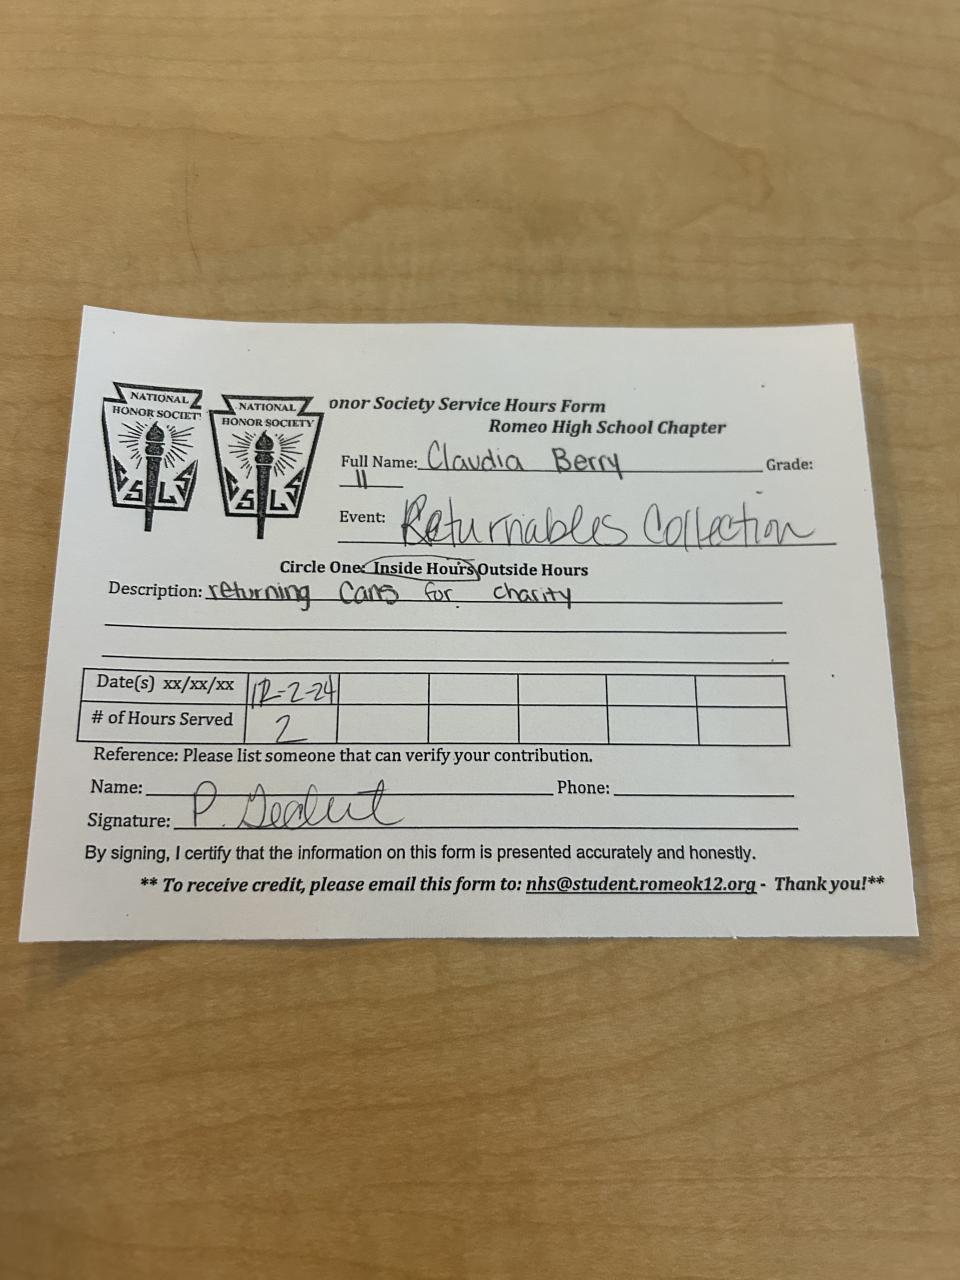 NATIONAL
HONOR SOCIET
NATIONAL
HONOR SOCIETY
onor Society Service Hours Form
Romeo High School Chapter
Full Name: Claudia Berry Grade:
11
Event: Returnables Collection
Circle One: Inside Hours Outside Hours
Description: returning cans for charity
Date(s) xx/xx/xx 12-2-24
# of Hours Served 2
Reference: Please list someone that can verify your contribution.
Name: Phone:
Signature: P.
By signing, I certify that the information on this form is presented accurately and honestly.
** To receive credit, please email this form to: nhs@student.romeok12.org - Thank you!**